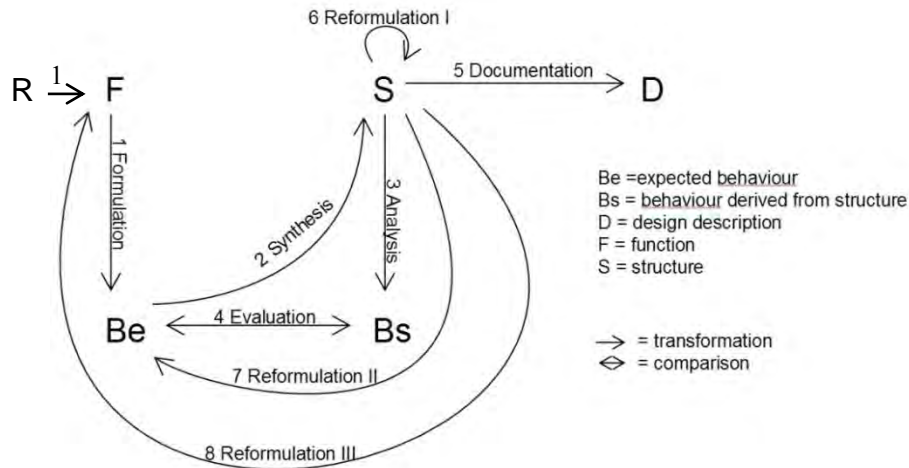 6 Reformulation I
R
1
F
S
5 Documentation
D
1 Formulation
2 Synthesis
3 Analysis
Be
4 Evaluation
Bs
7 Reformulation II
8 Reformulation III
Be =expected behaviour
Bs = behaviour derived from structure
D = design description
F = function
S = structure
= transformation
= comparison